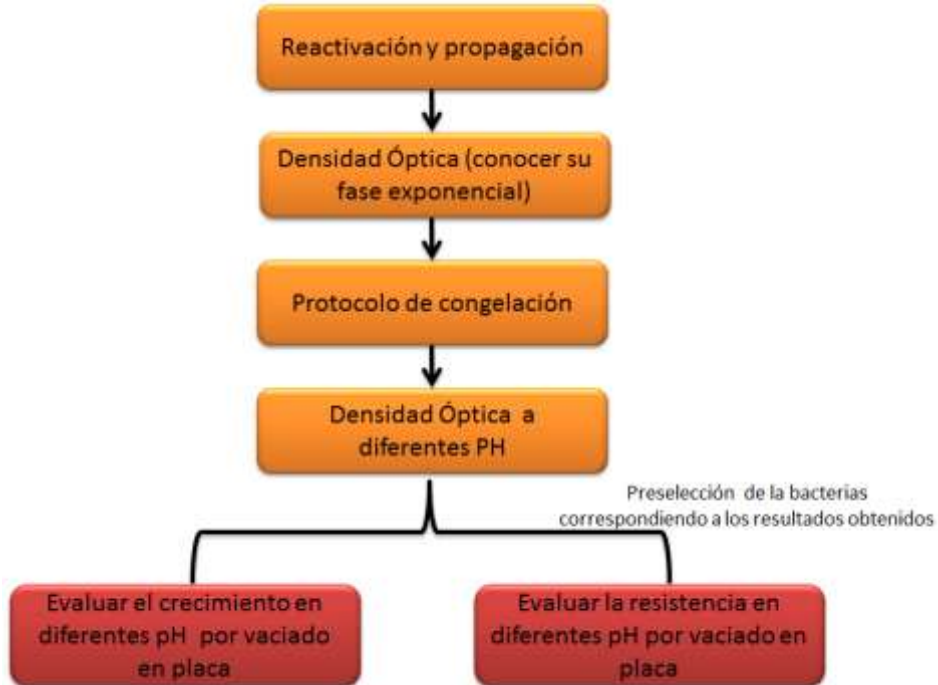 Reactivación y propagación
Densidad Óptica (conocer su
fase exponencial)
Protocolo de congelación
Densidad Óptica a
diferentes PH
Preselección de la bacterias
correspondiendo a los resultados obtenidos
Evaluar el crecimiento en
diferentes pH por vaciado
en placa
Evaluar la resistencia en
diferentes pH por vaciado en
placa